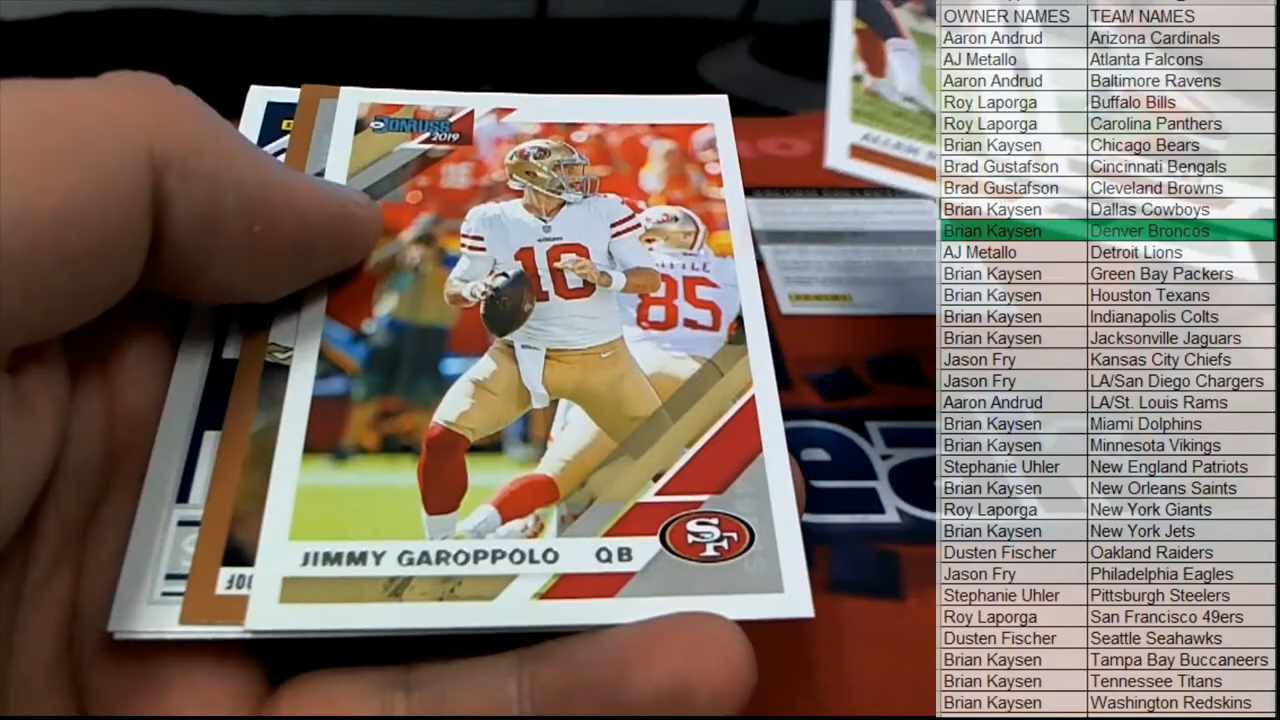 DONRUSS
2019
10
TTLE
85
JIMMY GAROPPOLO QB
SF
OWNER NAMES TEAM NAMES
Aaron Andrud Arizona Cardinals
AJ Metallo Atlanta Falcons
Aaron Andrud Baltimore Ravens
Roy Laporga Buffalo Bills
Roy Laporga Carolina Panthers
Brian Kaysen Chicago Bears
Brad Gustafson Cincinnati Bengals
Brad Gustafson Cleveland Browns
Brian Kaysen Dallas Cowboys
Brian Kaysen Denver Broncos
AJ Metallo Detroit Lions
Brian Kaysen Green Bay Packers
Brian Kaysen Houston Texans
Brian Kaysen Indianapolis Colts
Brian Kaysen Jacksonville Jaguars
Jason Fry Kansas City Chiefs
Jason Fry LA/San Diego Chargers
Aaron Andrud LA/St. Louis Rams
Brian Kaysen Miami Dolphins
Brian Kaysen Minnesota Vikings
Stephanie Uhler New England Patriots
Brian Kaysen New Orleans Saints
Roy Laporga New York Giants
Brian Kaysen New York Jets
Dusten Fischer Oakland Raiders
Jason Fry Philadelphia Eagles
Stephanie Uhler Pittsburgh Steelers
Roy Laporga San Francisco 49ers
Dusten Fischer Seattle Seahawks
Brian Kaysen Tampa Bay Buccaneers
Brian Kaysen Tennessee Titans
Brian Kaysen Washington Redskins